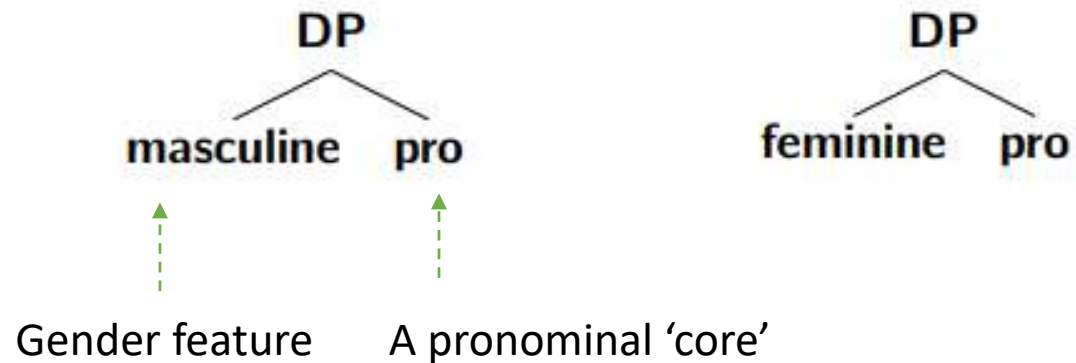 DP DP
masculine pro feminine pro
Gender feature A pronominal ‘core’